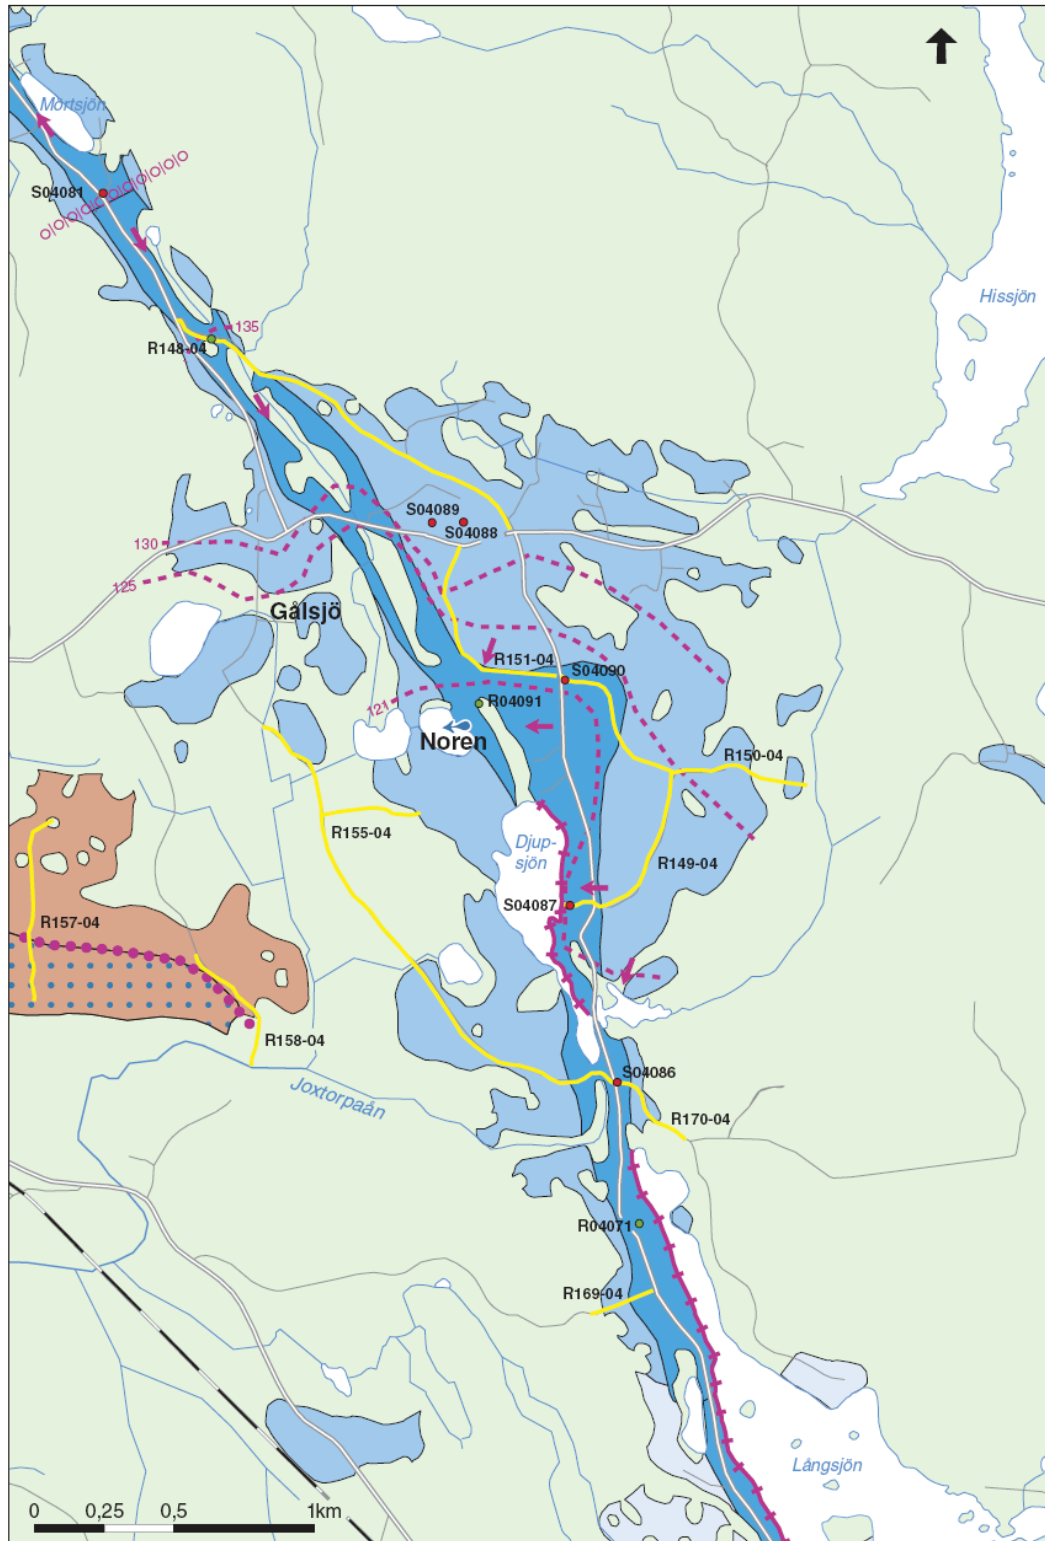 Mörtsjön
S04081
Hissjön
135
R148-04
S04089
S04088
130
125
Gålsjö
R151-04
S04090
R04091
121
Noren
R150-04
Djup-
sjön
R155-04
R149-04
S04087
R157-04
R158-04
Joxtorpaån
S04086
R170-04
R04071
R169-04
Långsjön
0 0,25 0,5 1km